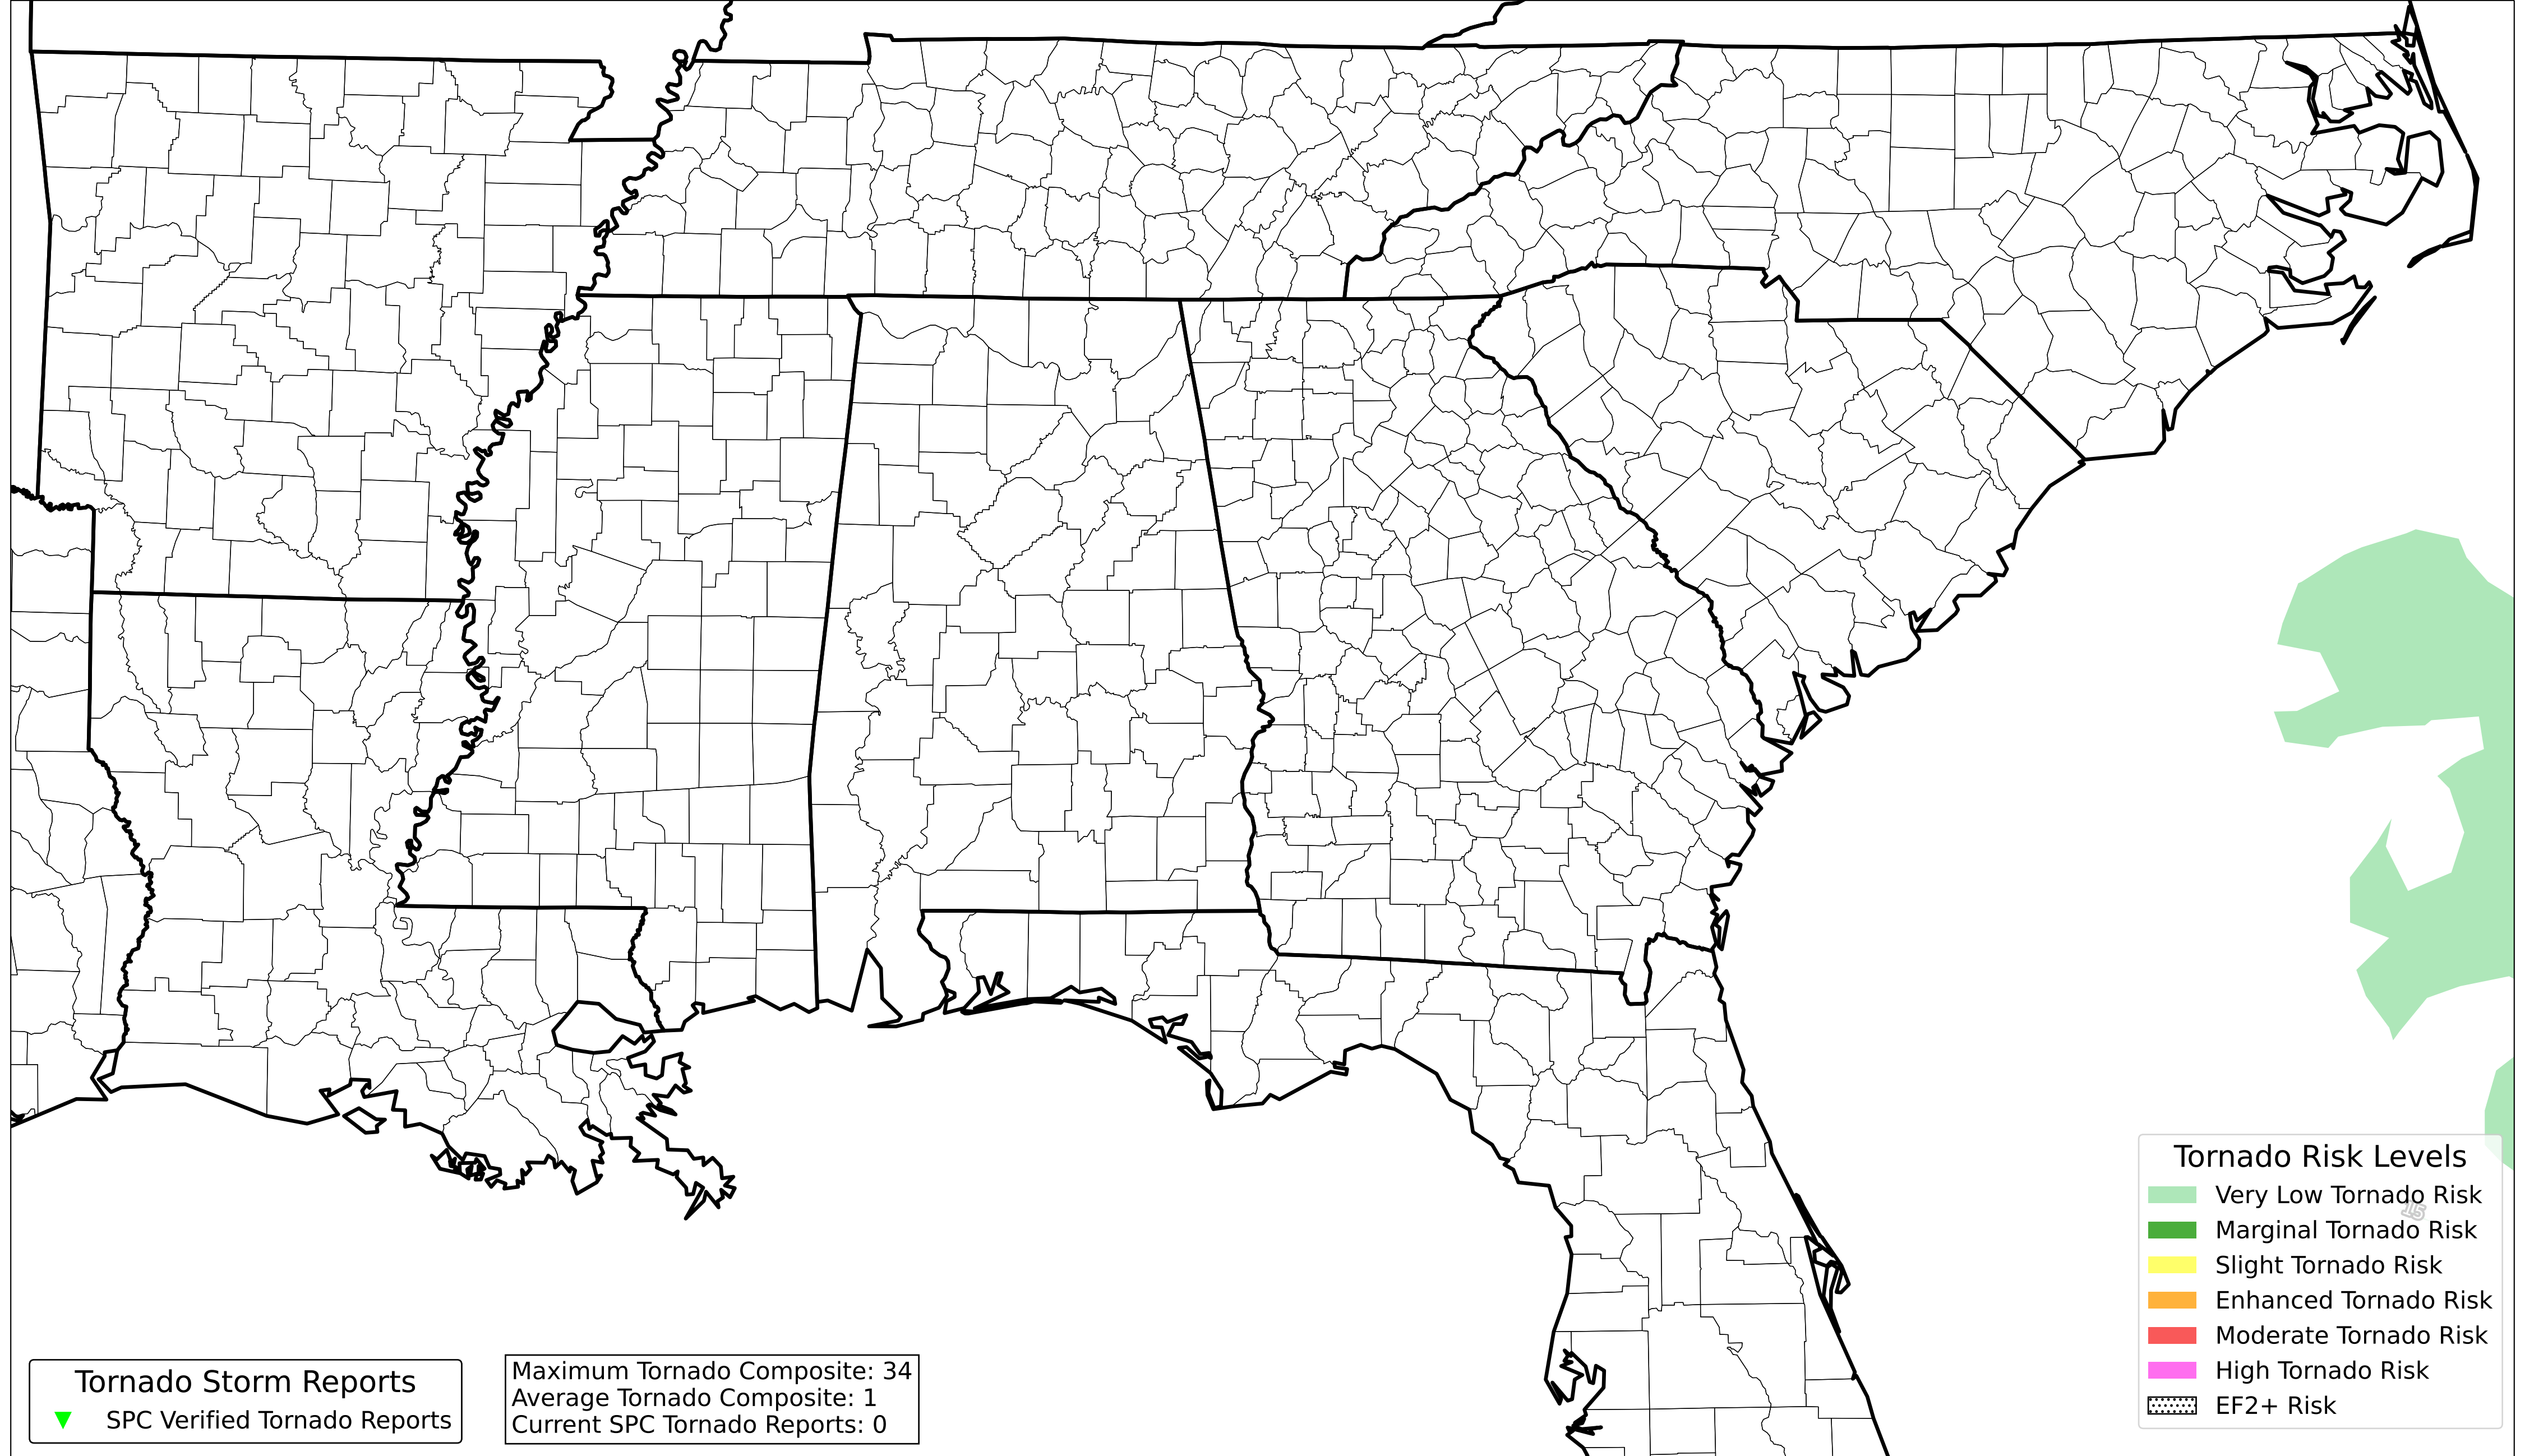 Tornado Risk Levels
Very Low Tornado Risk
15
Marginal Tornado Risk
Slight Tornado Risk
Enhanced Tornado Risk
Moderate Tornado Risk
High Tornado Risk
EF2+ Risk
Tornado Storm Reports
SPC Verified Tornado Reports
Maximum Tornado Composite: 34
Average Tornado Composite: 1
Current SPC Tornado Reports: 0